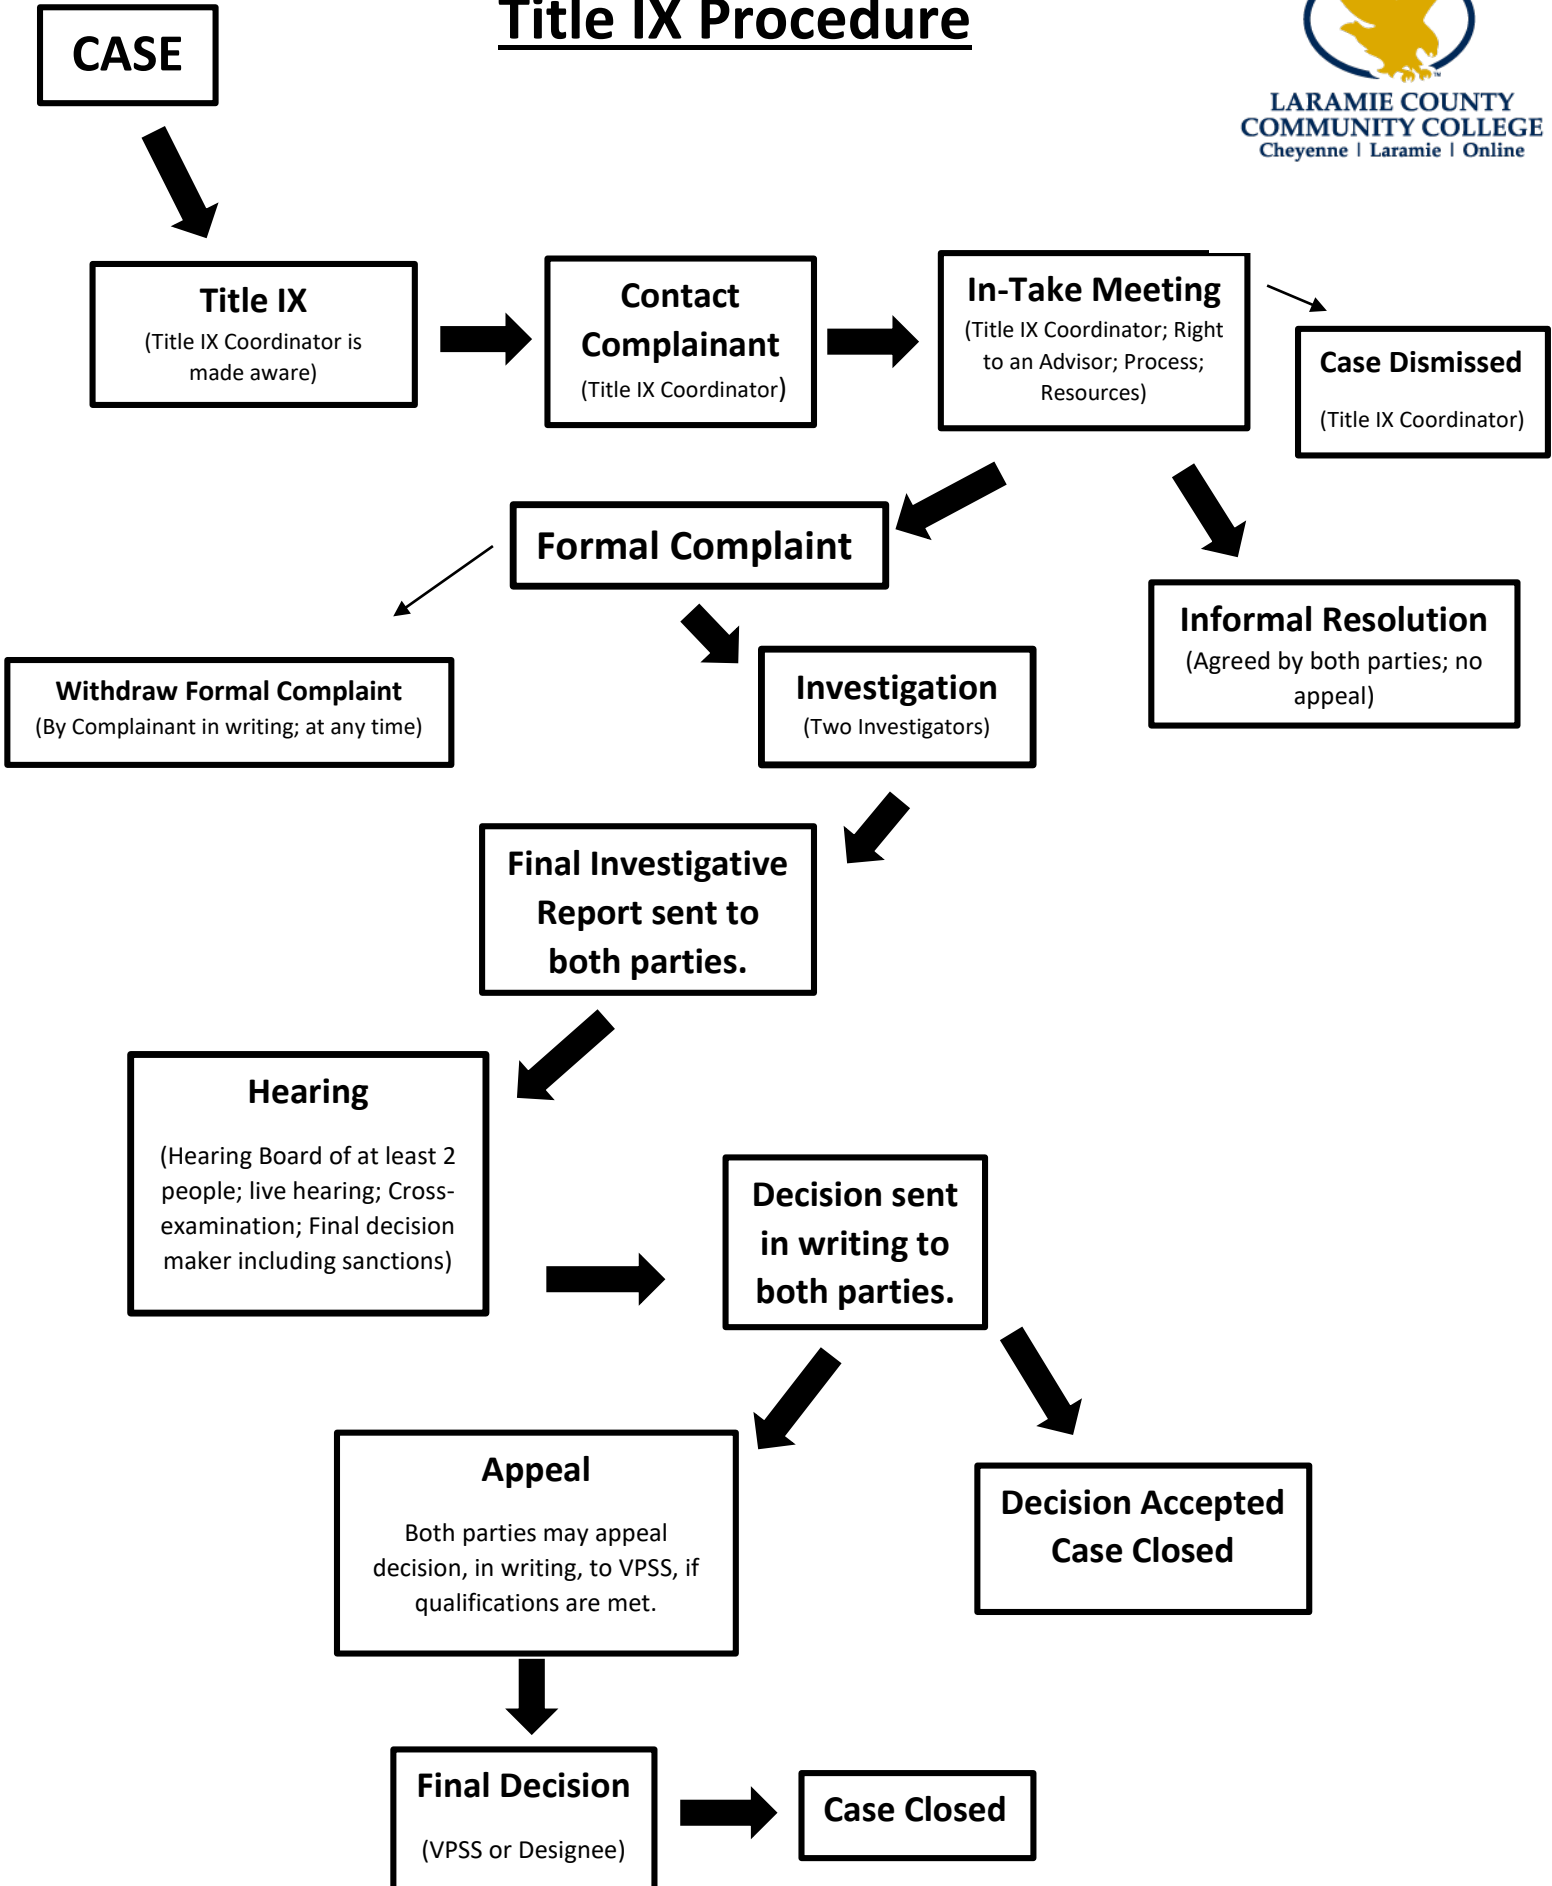 Title IX Procedure
CASE
LARAMIE COUNTY
COMMUNITY COLLEGE
Cheyenne | Laramie | Online
™
Title IX
(Title IX Coordinator is
made aware)
Contact
Complainant
(Title IX Coordinator)
In-Take Meeting
(Title IX Coordinator; Right
to an Advisor; Process;
Resources)
Case Dismissed
(Title IX Coordinator)
Formal Complaint
Informal Resolution
(Agreed by both parties; no
appeal)
Withdraw Formal Complaint
(By Complainant in writing; at any time)
Investigation
(Two Investigators)
Final Investigative
Report sent to
both parties.
Hearing
(Hearing Board of at least 2
people; live hearing; Cross-
examination; Final decision
maker including sanctions)
Decision sent
in writing to
both parties.
Appeal
Both parties may appeal
decision, in writing, to VPSS, if
qualifications are met.
Decision Accepted
Case Closed
Final Decision
(VPSS or Designee)
Case Closed